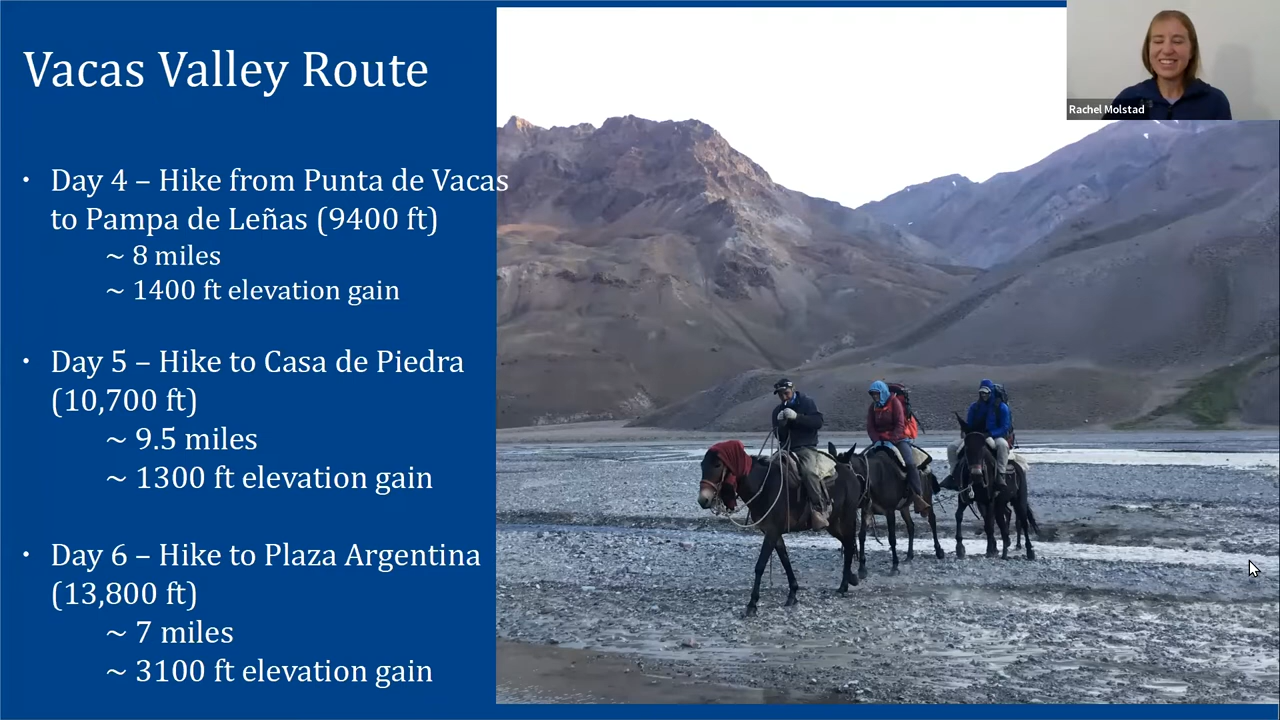 Vacas Valley Route
Rachel Molstad
• Day 4 – Hike from Punta de Vacas
to Pampa de Leñas (9400 ft)
~ 8 miles
~ 1400 ft elevation gain
• Day 5 – Hike to Casa de Piedra
(10,700 ft)
~ 9.5 miles
~ 1300 ft elevation gain
• Day 6 – Hike to Plaza Argentina
(13,800 ft)
~ 7 miles
~ 3100 ft elevation gain